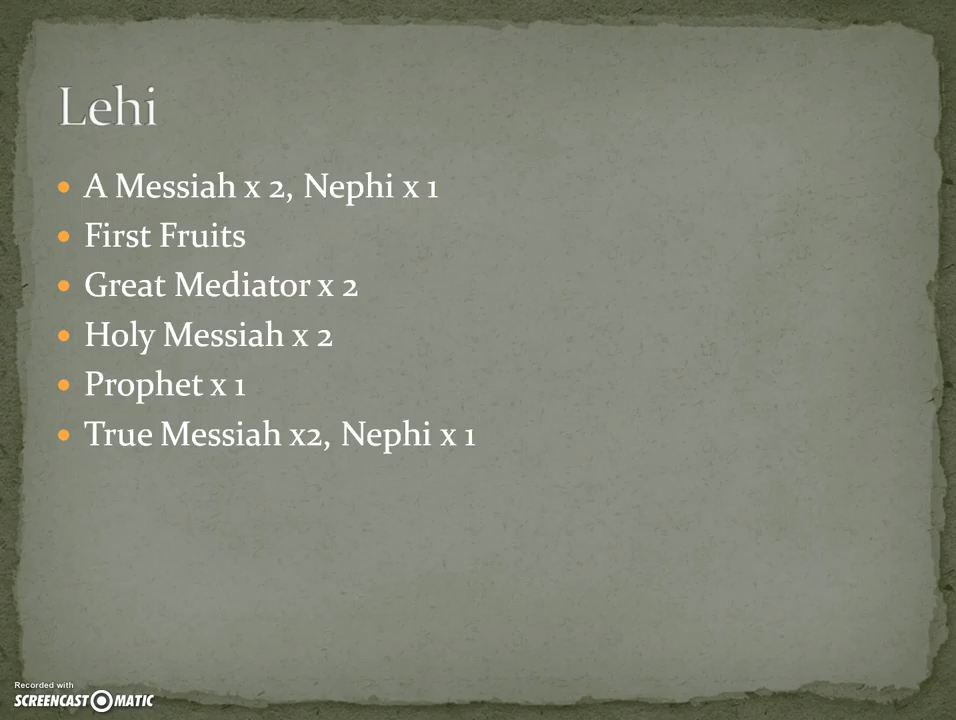 Lehi
A Messiah x 2, Nephi x 1
First Fruits
Great Mediator x 2
Holy Messiah x 2
Prophet x 1
True Messiah x2, Nephi x 1
Recorded with
SCREENCAST MATIC